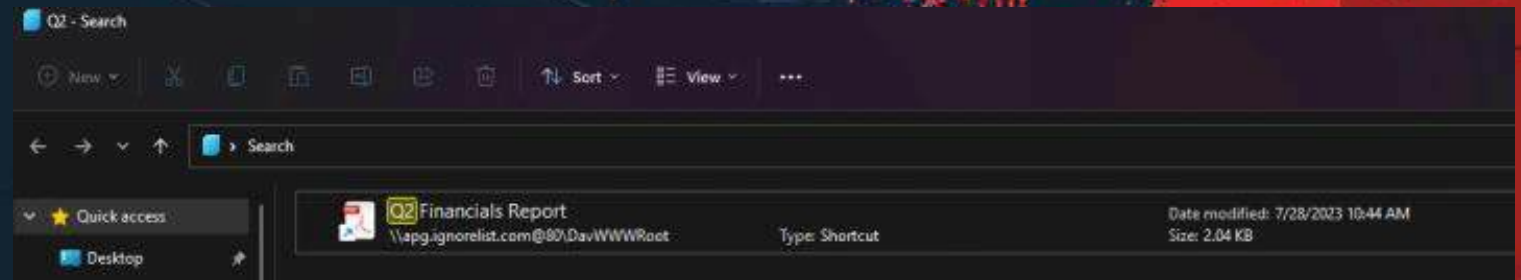 Q2 - Search
New
Sort
View
Search
Quick access
Desktop
Q2 Financials Report
\\apg.ignorelist.com@80\DavWWWRoot
Type: Shortcut
Date modified: 7/28/2023 10:44 AM
Size: 2.04 KB